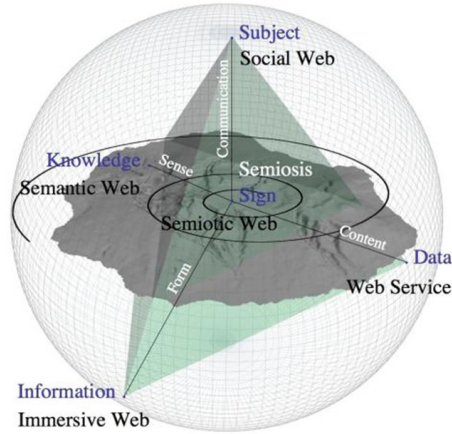 Subject
Social Web
Communication
Knowledge
Sense
Semiosis
Semantic Web
Sign
Semiotic Web
Content
Data
Form
Web Service
Information
Immersive Web